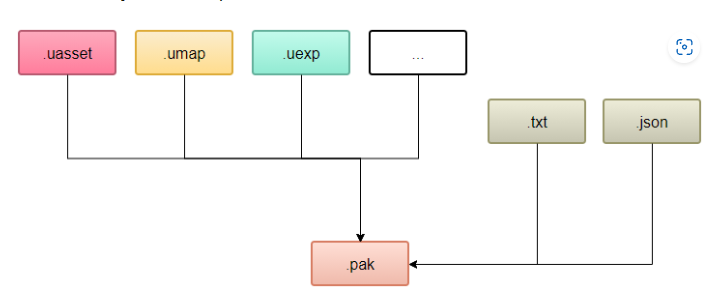 .uasset
.umap
.uexp
...
.txt
.json
.pak